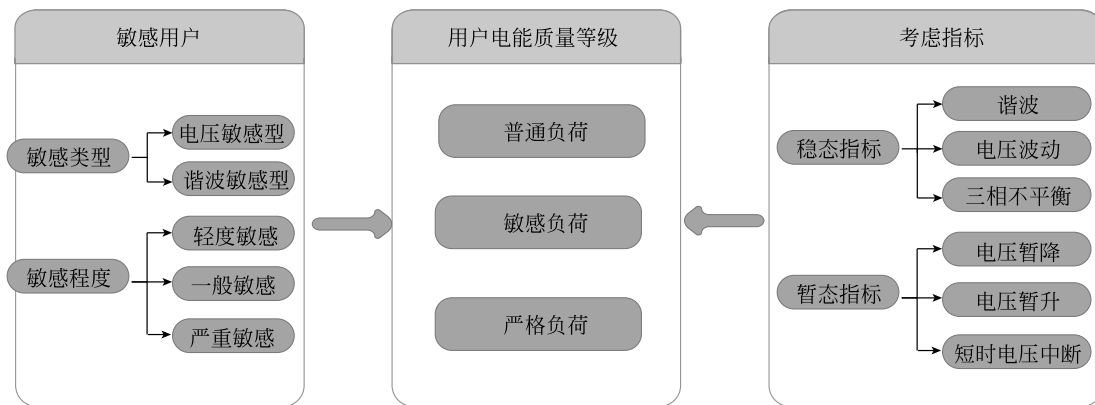 敏感用户
敏感类型
电压敏感型
谐波敏感型
敏感程度
轻度敏感
一般敏感
严重敏感
用户电能质量等级
普通负荷
敏感负荷
严格负荷
考虑指标
稳态指标
谐波
电压波动
三相不平衡
暂态指标
电压暂降
电压暂升
短时电压中断